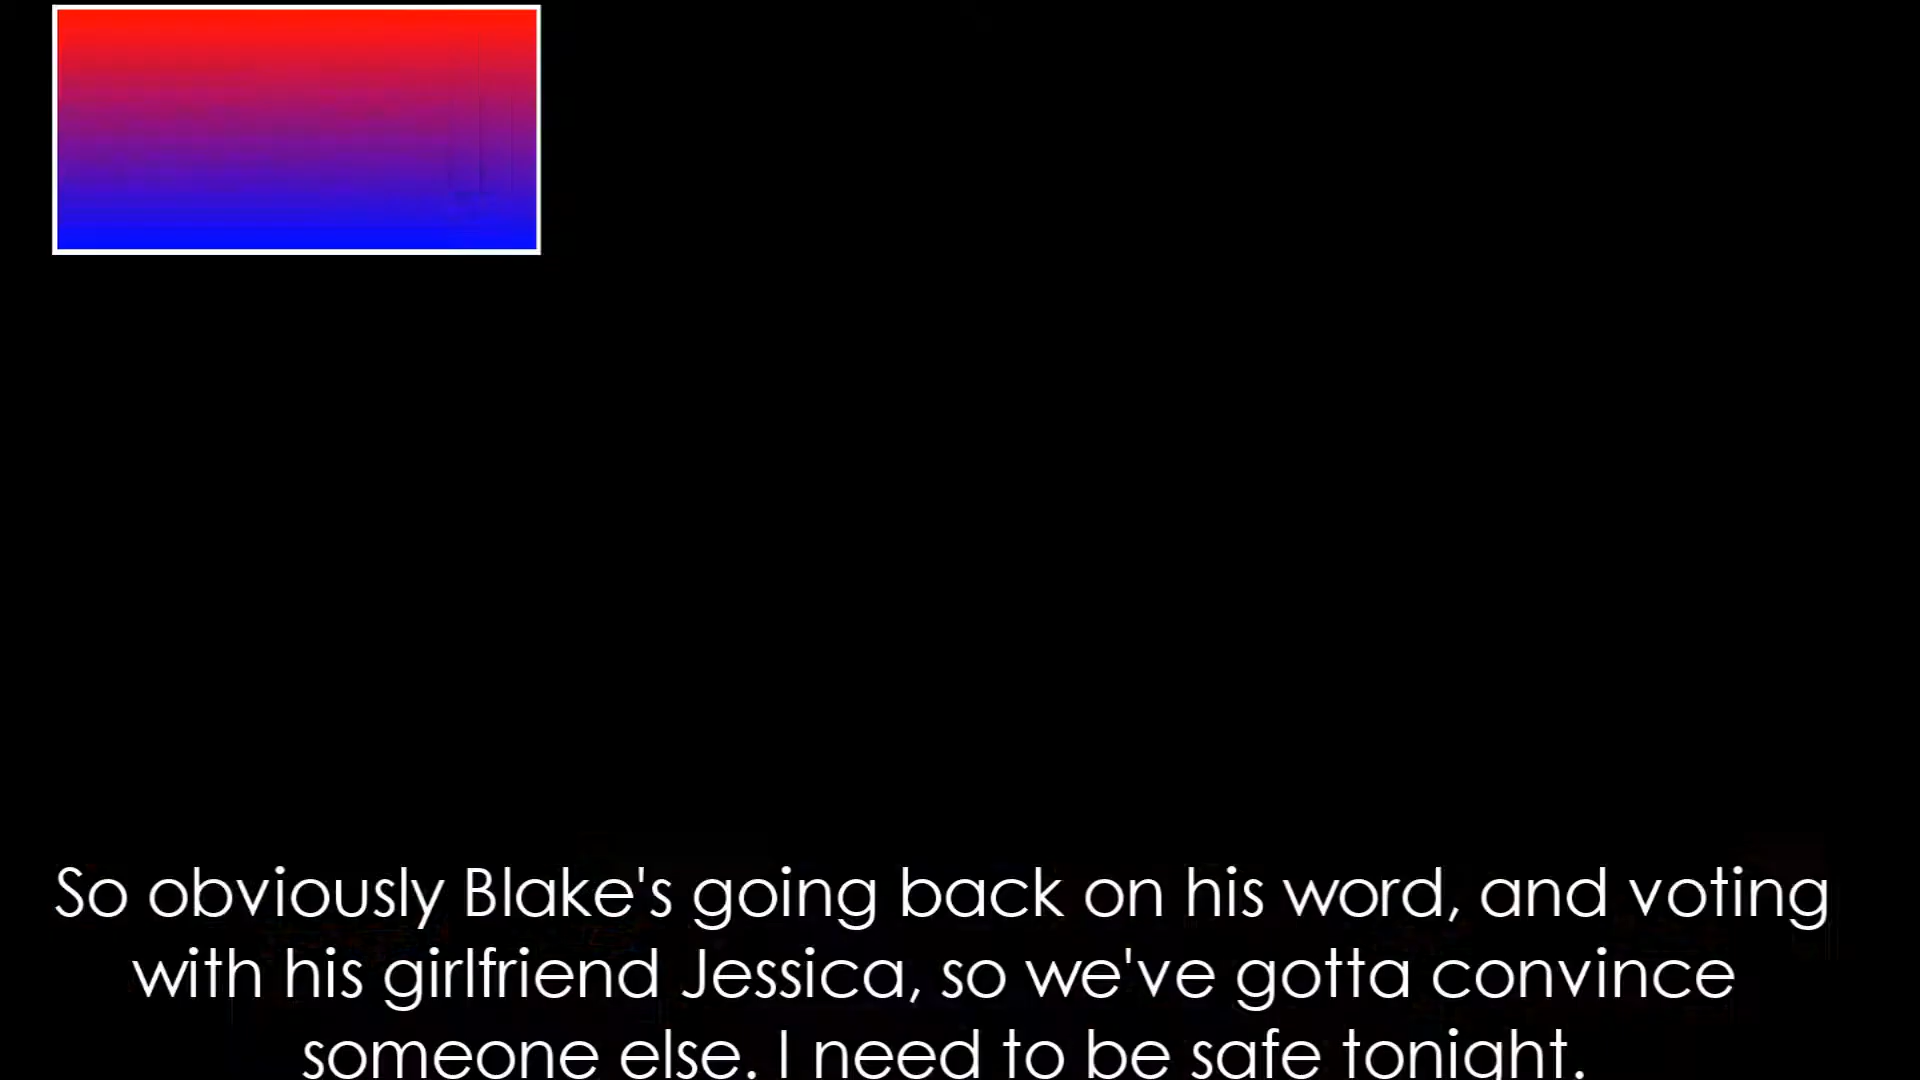 So obviously Blake's going back on his word, and voting
with his girlfriend Jessica, so we've gotta convince
someone else. I need to be safe tonight.